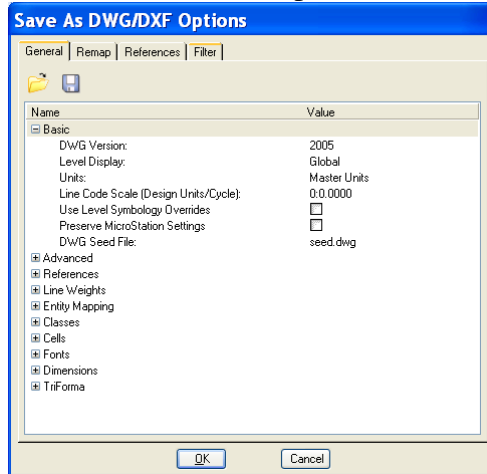 Save As DWG/DXF Options
General Remap References Filter
Name Value
Basic
DWG Version: 2005
Level Display: Global
Units: Master Units
Line Code Scale (Design Units/Cycle): 0:0.0000
Use Level Symbology Overrides
Preserve MicroStation Settings
DWG Seed File: seed.dwg
Advanced
References
Line Weights
Entity Mapping
Classes
Cells
Fonts
Dimensions
TriForma
OK Cancel